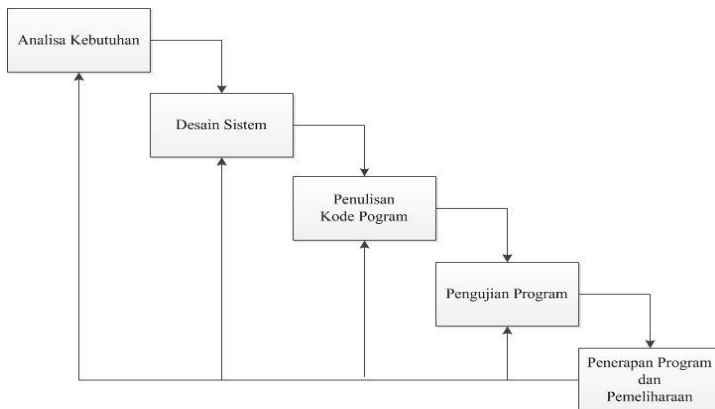 Analisa Kebutuhan
Desain Sistem
Penulisan
Kode Pogram
Pengujian Program
Penerapan Program
dan
Pemeliharaan